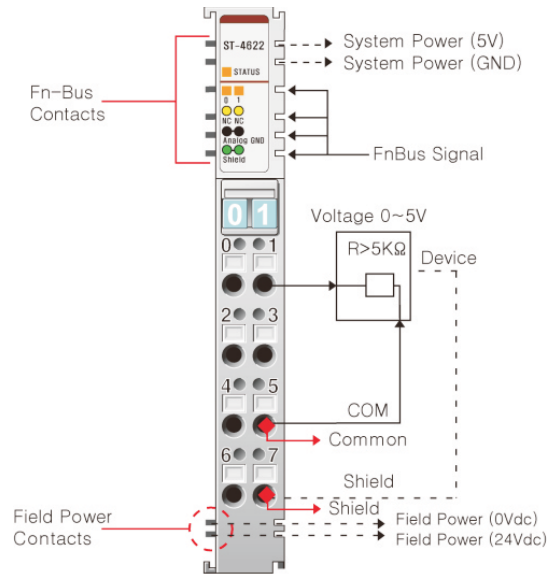 ST-4622
System Power (5V)
System Power (GND)
STATUS
Fn-Bus
Contacts
0 1
NC NC
Analog GND
Shield
FnBus Signal
0 1
Voltage 0~5V
0 1
R>5KΩ
Device
2 3
4 5
COM
Common
6 7
Shield
Shield
Field Power
Contacts
Field Power (0Vdc)
Field Power (24Vdc)